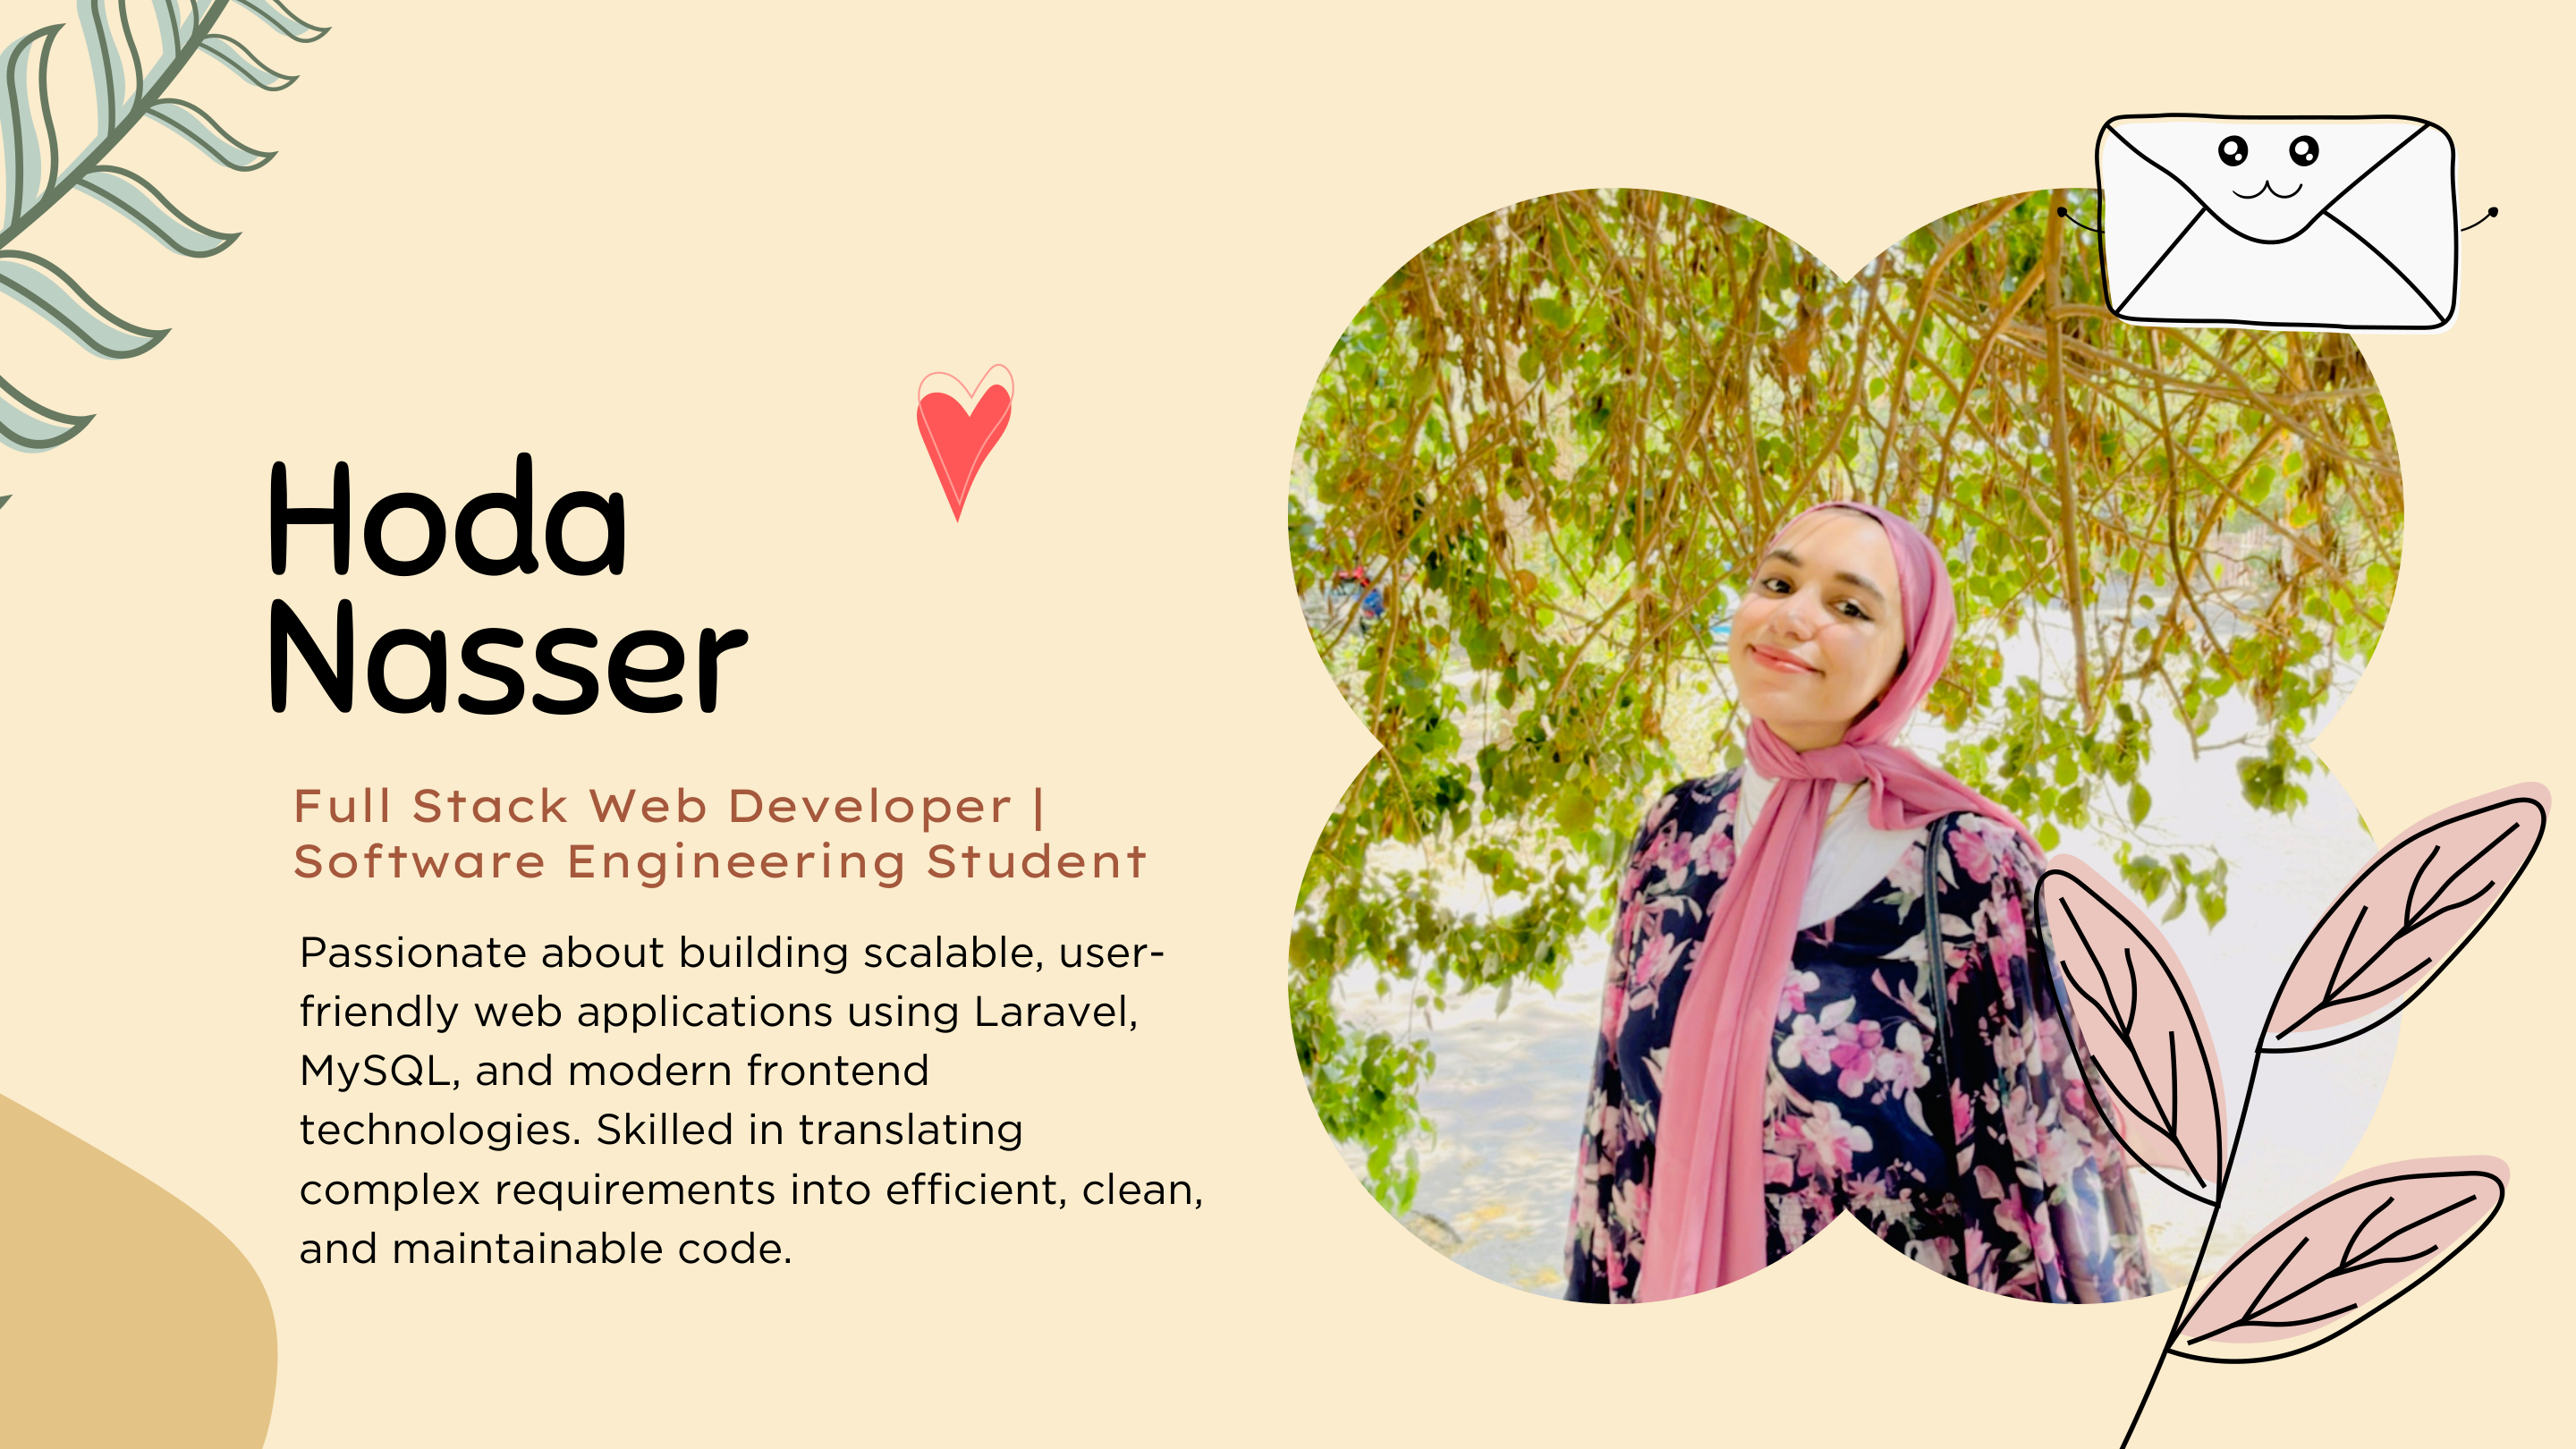 Hoda
Nasser
Full Stack Web Developer |
Software Engineering Student
Passionate about building scalable, user-
friendly web applications using Laravel,
MySQL, and modern frontend
technologies. Skilled in translating
complex requirements into efficient, clean,
and maintainable code.